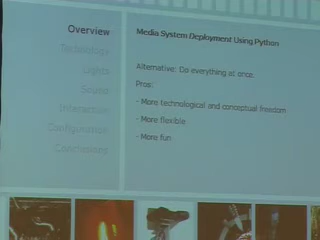 Overview
Technology
Lights
Sound
Interaction
Configuration
Conclusions
Media System Deployment Using Python
Alternative: Do everything at once.
Pros:
- More technological and conceptual freedom
- More flexible
- More fun